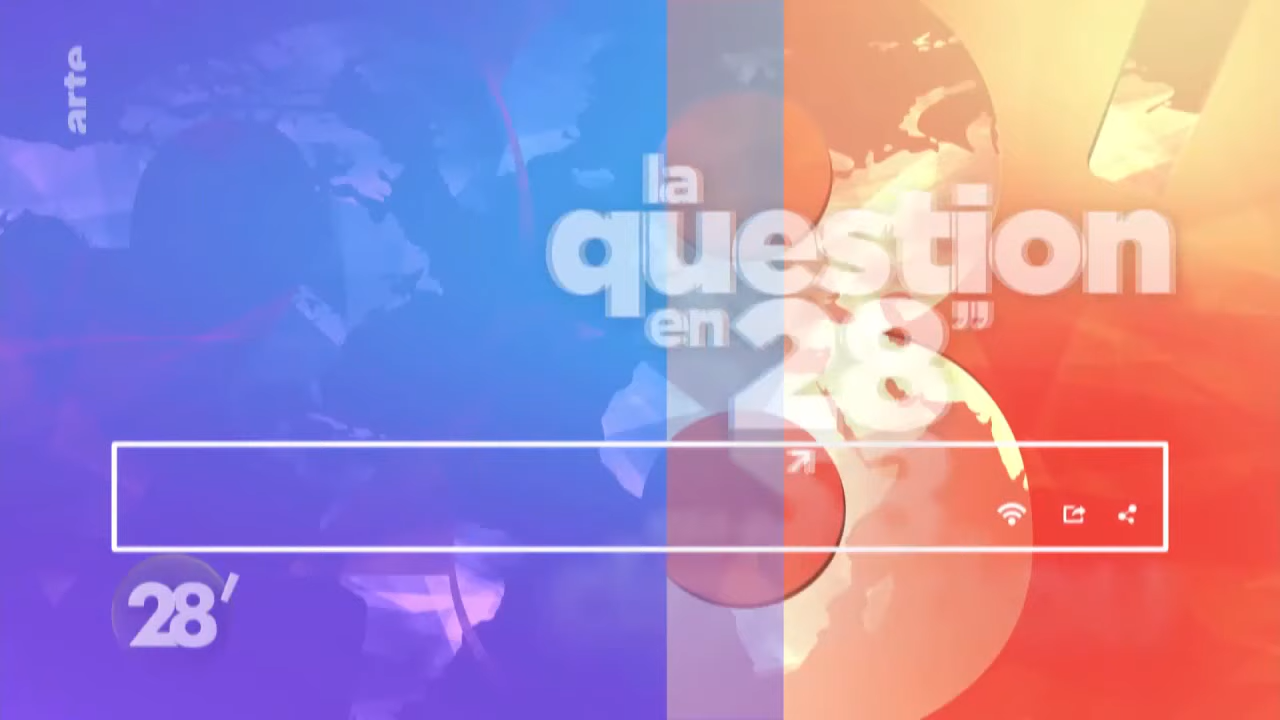 arte
la
question
en 28”
28’